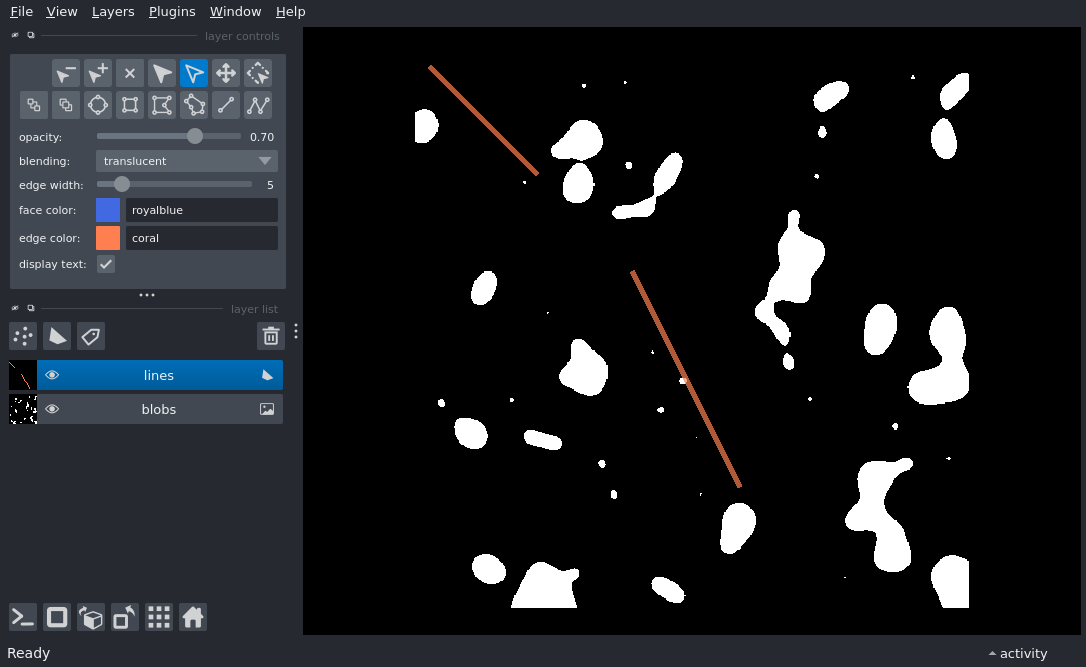 File View Layers Plugins Window Help
layer controls
opacity: 0.70
blending: translucent
edge width: 5
face color: royalblue
edge color: coral
display text:
layer list
lines
blobs
Ready activity